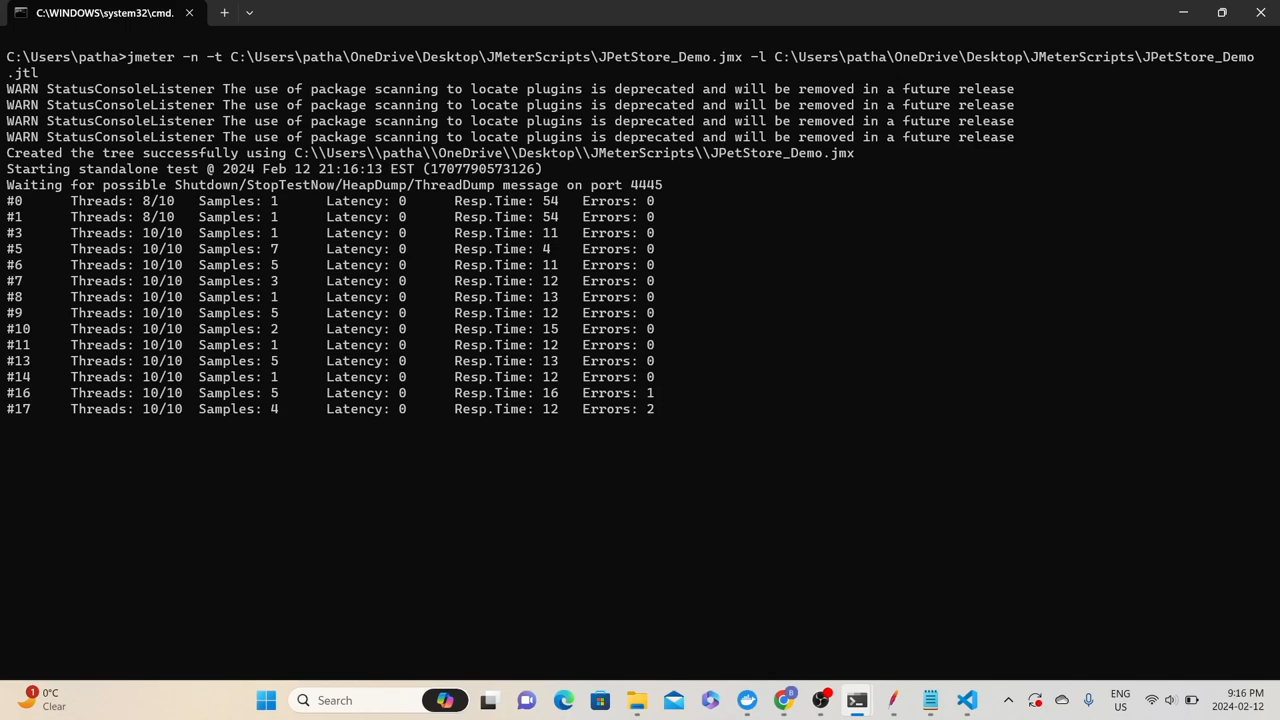 C:\WINDOWS\system32\cmd.
C:\Users\patha>jmeter -n -t C:\Users\patha\OneDrive\Desktop\JMeterScripts\JPetStore_Demo.jmx -l C:\Users\patha\OneDrive\Desktop\JMeterScripts\JPetStore_Demo
.jtl
WARN StatusConsoleListener The use of package scanning to locate plugins is deprecated and will be removed in a future release
WARN StatusConsoleListener The use of package scanning to locate plugins is deprecated and will be removed in a future release
WARN StatusConsoleListener The use of package scanning to locate plugins is deprecated and will be removed in a future release
WARN StatusConsoleListener The use of package scanning to locate plugins is deprecated and will be removed in a future release
Created the tree successfully using C:\\Users\\patha\\OneDrive\\Desktop\\JMeterScripts\\JPetStore_Demo.jmx
Starting standalone test @ 2024 Feb 12 21:16:13 EST (1707790573126)
Waiting for possible Shutdown/StopTestNow/HeapDump/ThreadDump message on port 4445
#0 Threads: 8/10 Samples: 1 Latency: 0 Resp.Time: 54 Errors: 0
#1 Threads: 8/10 Samples: 1 Latency: 0 Resp.Time: 54 Errors: 0
#3 Threads: 10/10 Samples: 1 Latency: 0 Resp.Time: 11 Errors: 0
#5 Threads: 10/10 Samples: 7 Latency: 0 Resp.Time: 4 Errors: 0
#6 Threads: 10/10 Samples: 5 Latency: 0 Resp.Time: 11 Errors: 0
#7 Threads: 10/10 Samples: 3 Latency: 0 Resp.Time: 12 Errors: 0
#8 Threads: 10/10 Samples: 1 Latency: 0 Resp.Time: 13 Errors: 0
#9 Threads: 10/10 Samples: 5 Latency: 0 Resp.Time: 12 Errors: 0
#10 Threads: 10/10 Samples: 2 Latency: 0 Resp.Time: 15 Errors: 0
#11 Threads: 10/10 Samples: 1 Latency: 0 Resp.Time: 12 Errors: 0
#13 Threads: 10/10 Samples: 5 Latency: 0 Resp.Time: 13 Errors: 0
#14 Threads: 10/10 Samples: 1 Latency: 0 Resp.Time: 12 Errors: 0
#16 Threads: 10/10 Samples: 5 Latency: 0 Resp.Time: 16 Errors: 1
#17 Threads: 10/10 Samples: 4 Latency: 0 Resp.Time: 12 Errors: 2
1
0°C
Clear
Search
B
ENG
US
9:16 PM
2024-02-12